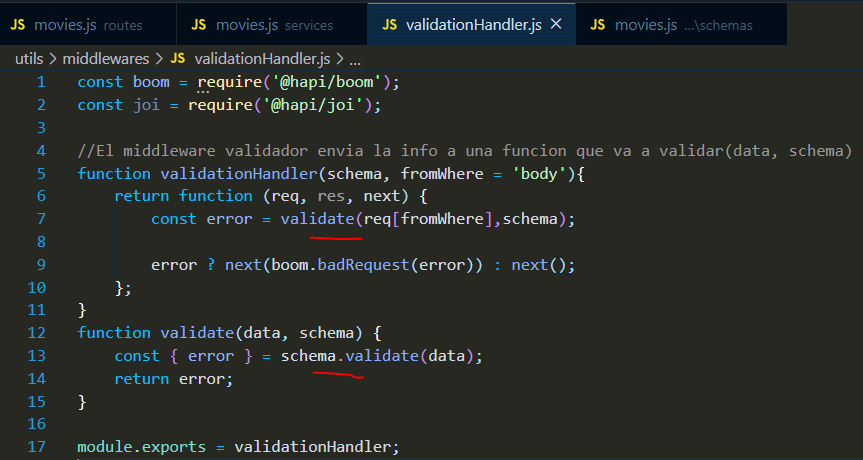 JS movies.js routes
JS movies.js services
JS validationHandler.js ×
JS movies.js ...\schemas
utils > middlewares > JS validationHandler.js > ...
1 const boom = require('@hapi/boom');
2 const joi = require('@hapi/joi');
3
4 //El middleware validador envia la info a una funcion que va a validar(data, schema)
5 function validationHandler(schema, fromWhere = 'body'){
6 return function (req, res, next) {
7 const error = validate(req[fromWhere],schema);
8
9 error ? next(boom.badRequest(error)) : next();
10 };
11 }
12 function validate(data, schema) {
13 const { error } = schema.validate(data);
14 return error;
15 }
16
17 module.exports = validationHandler;